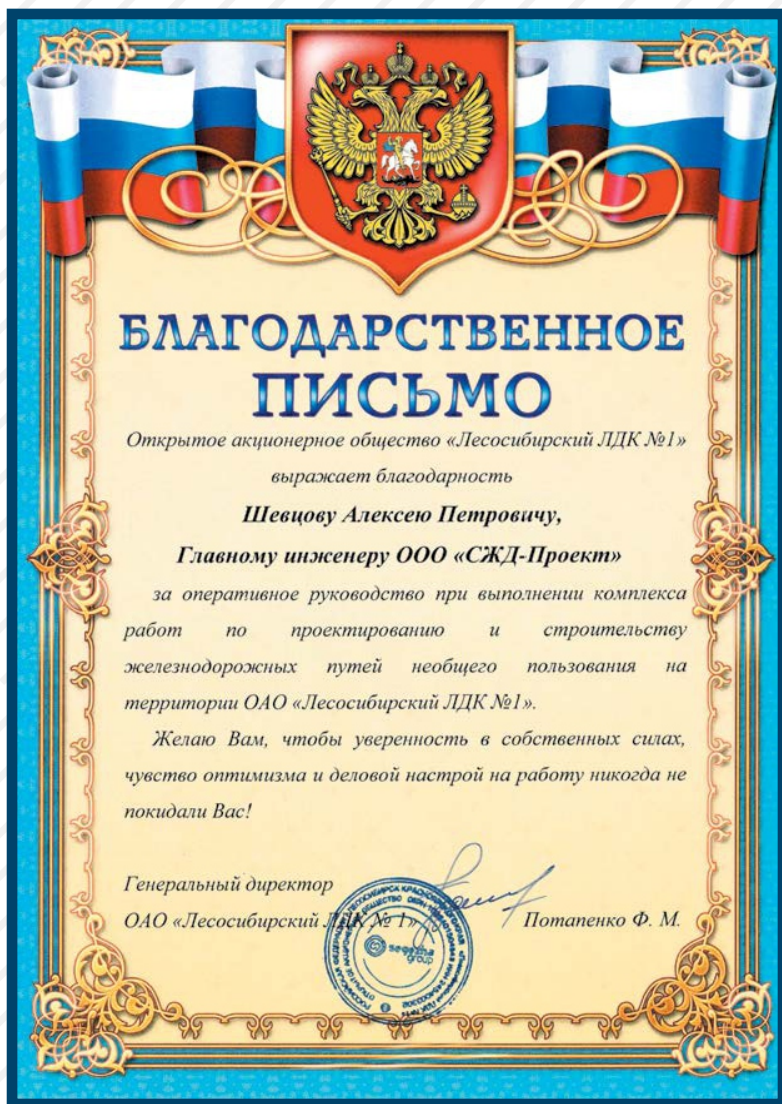 БЛАГОДАРСТВЕННОЕ
ПИСЬМО
Открытое акционерное общество «Лесосибирский ЛДК №1»
выражает благодарность
Шевцову Алексею Петровичу,
Главному инженеру ООО «СЖД-Проект»
за оперативное руководство при выполнении комплекса
работ по проектированию и строительству
железнодорожных путей необщего пользования на
территории ОАО «Лесосибирский ЛДК №1».
Желаю Вам, чтобы уверенность в собственных силах,
чувство оптимизма и деловой настрой на работу никогда не
покидали Вас!
Генеральный директор
ОАО «Лесосибирский ЛДК № 1» Потапенко Ф. М.
segezha
group